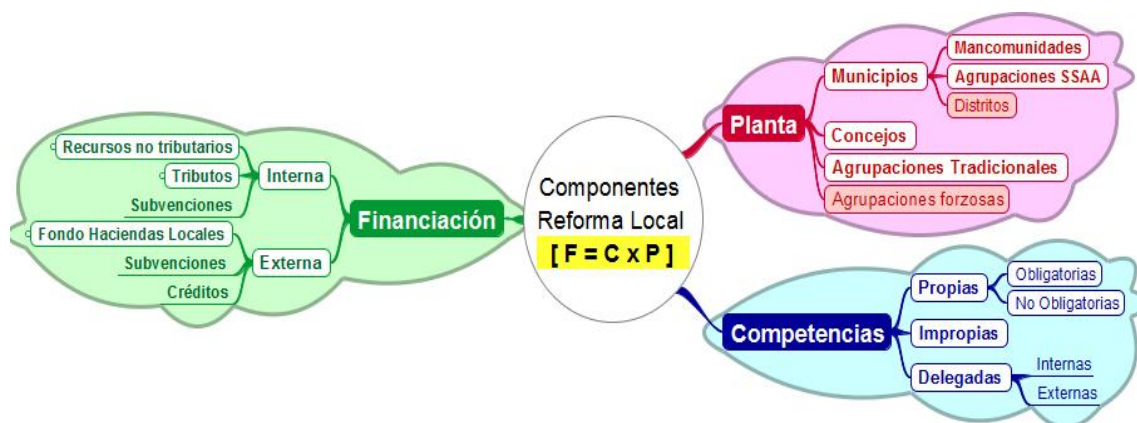 Componentes
Reforma Local
[ F = C x P ]
Financiación
Interna
Recursos no tributarios
Tributos
Subvenciones
Externa
Fondo Haciendas Locales
Subvenciones
Créditos
Planta
Municipios
Mancomunidades
Agrupaciones SSAA
Distritos
Concejos
Agrupaciones Tradicionales
Agrupaciones forzosas
Competencias
Propias
Obligatorias
No Obligatorias
Impropias
Delegadas
Internas
Externas